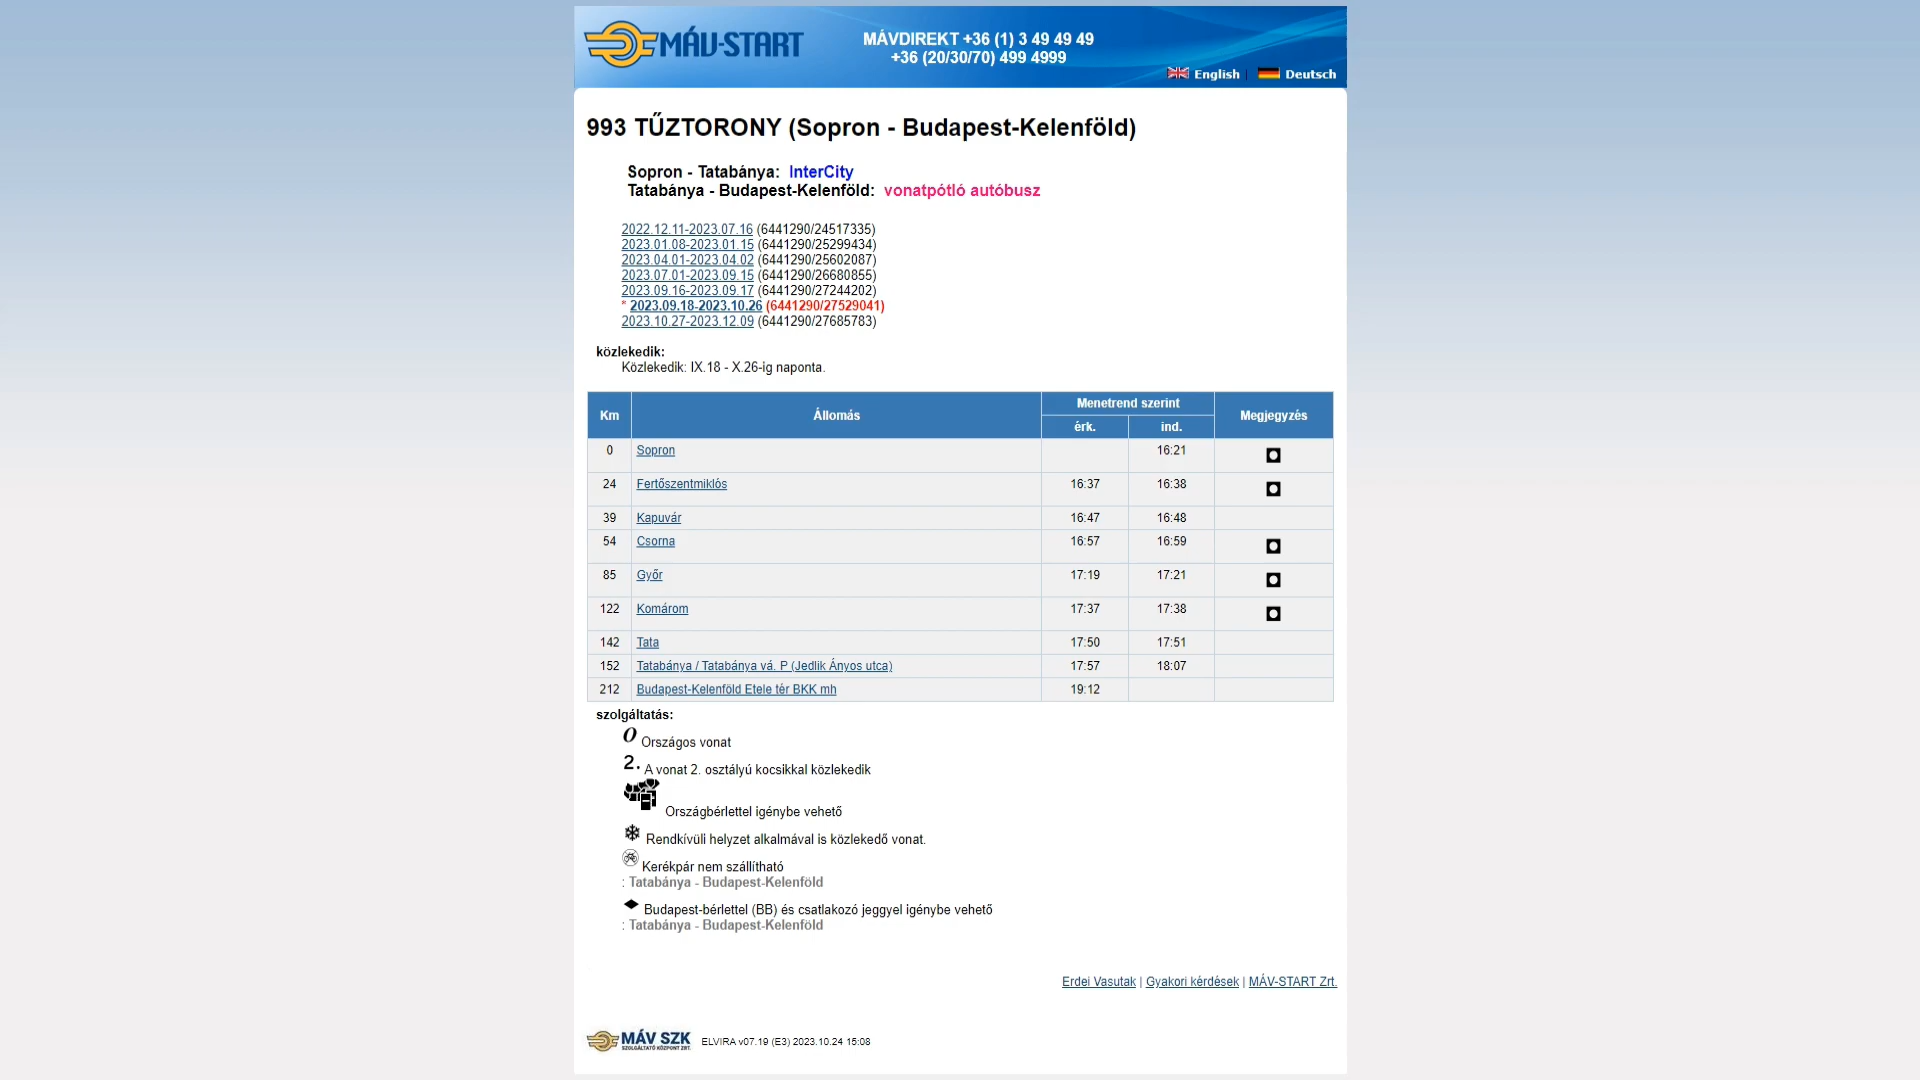 MÁV-START
MÁVDIREKT +36 (1) 3 49 49 49
+36 (20/30/70) 499 4999
English | Deutsch
993 TŰZTORONY (Sopron - Budapest-Kelenföld)
Sopron - Tatabánya: InterCity
Tatabánya - Budapest-Kelenföld: vonatpótló autóbusz
2022.12.11-2023.07.16 (6441290/24517335)
2023.01.08-2023.01.15 (6441290/25299434)
2023.04.01-2023.04.02 (6441290/25602087)
2023.07.01-2023.09.15 (6441290/26680855)
2023.09.16-2023.09.17 (6441290/27244202)
* 2023.09.18-2023.10.26 (6441290/27529041)
2023.10.27-2023.12.09 (6441290/27685783)
közlekedik:
Közlekedik: IX.18 - X.26-ig naponta.
Km Állomás Menetrend szerint Megjegyzés
érk. ind.
0 Sopron 16:21
24 Fertőszentmiklós 16:37 16:38
39 Kapuvár 16:47 16:48
54 Csorna 16:57 16:59
85 Győr 17:19 17:21
122 Komárom 17:37 17:38
142 Tata 17:50 17:51
152 Tatabánya / Tatabánya vá. P (Jedlik Ányos utca) 17:57 18:07
212 Budapest-Kelenföld Etele tér BKK mh 19:12
szolgáltatás:
O Országos vonat
2. A vonat 2. osztályú kocsikkal közlekedik
Országbérlettel igénybe vehető
Rendkívüli helyzet alkalmával is közlekedő vonat.
Kerékpár nem szállítható
: Tatabánya - Budapest-Kelenföld
Budapest-bérlettel (BB) és csatlakozó jeggyel igénybe vehető
: Tatabánya - Budapest-Kelenföld
Erdei Vasutak | Gyakori kérdések | MÁV-START Zrt.
MÁV SZK
SZOLGÁLTATÓ KÖZPONT ZRT.
ELVIRA v07.19 (E3) 2023.10.24 15:08